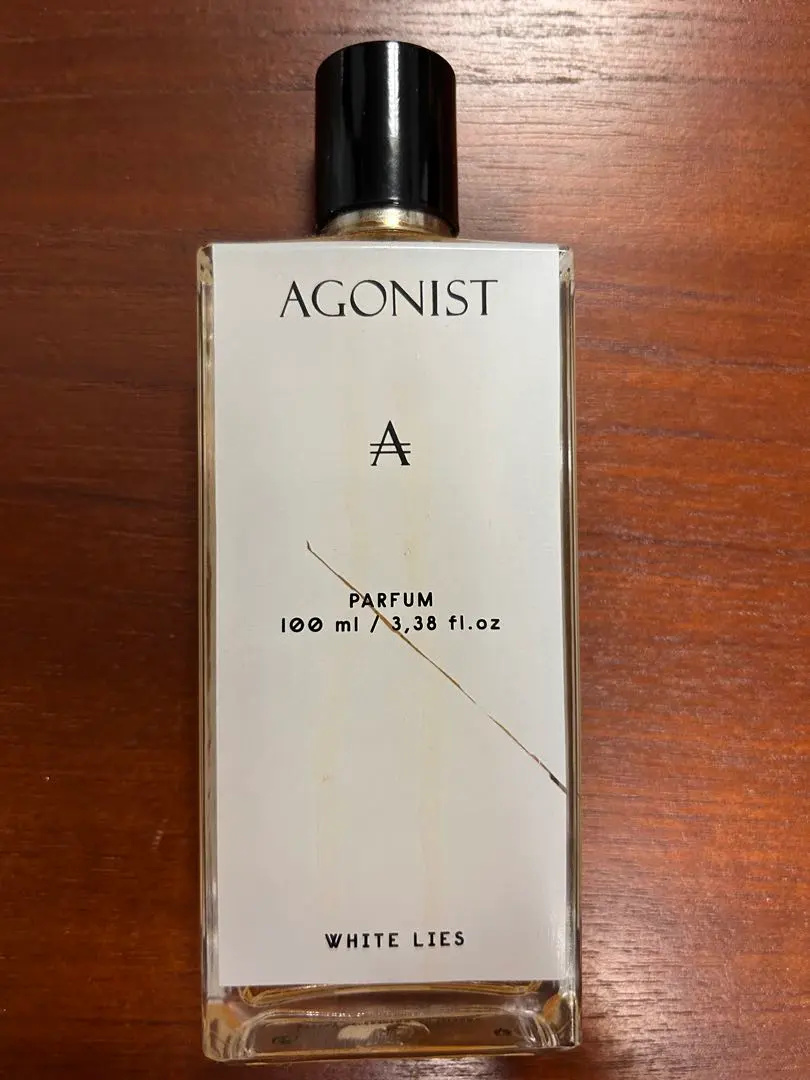 AGONIST
A
PARFUM
100 ml / 3,38 fl.oz
WHITE LIES